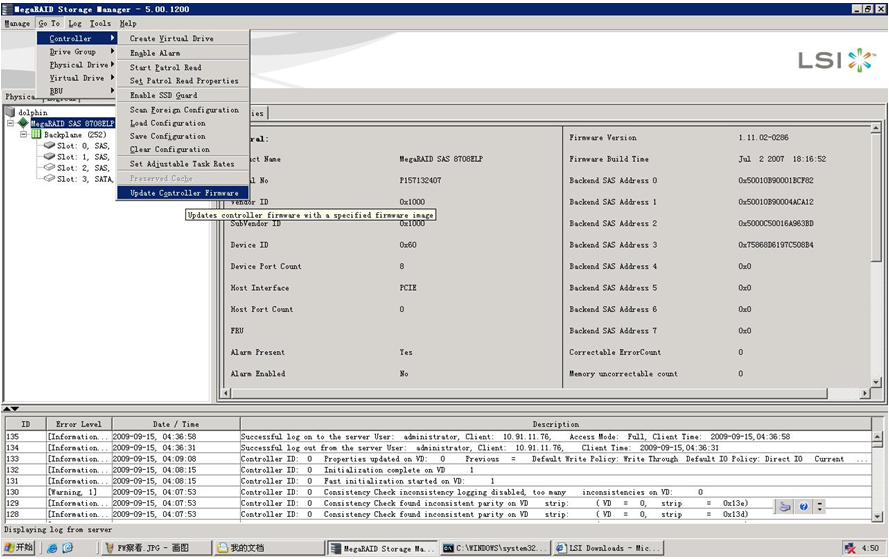 MegaRAID Storage Manager - 5.00.1200
Manage Go To Log Tools Help
Controller
Drive Group
Physical Drive
Virtual Drive
BBU
Create Virtual Drive
Enable Alarm
Start Patrol Read
Set Patrol Read Properties
Enable SSD Guard
Scan Foreign Configuration
Load Configuration
Save Configuration
Clear Configuration
Set Adjustable Task Rates
Preserved Cache
Update Controller Firmware
Updates controller firmware with a specified firmware image
LSI
dolphin
MegaRAID SAS 8708ELP
Backplane (252)
Slot: 0, SAS,
Slot: 1, SAS,
Slot: 2, SAS,
Slot: 3, SATA,
MegaRAID SAS 8708ELP
P157132407
Vendor ID 0x1000
SubVendor ID 0x1000
Device ID 0x60
Device Port Count 8
Host Interface PCIE
Host Port Count 0
FRU
Alarm Present Yes
Alarm Enabled No
Firmware Version 1.11.02-0286
Firmware Build Time Jul 2 2007 18:16:52
Backend SAS Address 0 0x50010B90001BCF82
Backend SAS Address 1 0x50010B90004ACA12
Backend SAS Address 2 0x5000C50016A963BD
Backend SAS Address 3 0x75868D6197C508B4
Backend SAS Address 4 0x0
Backend SAS Address 5 0x0
Backend SAS Address 6 0x0
Backend SAS Address 7 0x0
Correctable ErrorCount 0
Memory uncorrectable count 0
ID Error Level Date / Time Description
135 [Information... 2009-09-15, 04:36:58 Successful log on to the server User: administrator, Client: 10.91.11.76, Access Mode: Full, Client Time: 2009-09-15,04:36:58
134 [Information... 2009-09-15, 04:36:31 Successful log out from the server User: administrator, Client: 10.91.11.76, Client Time: 2009-09-15,04:36:31
133 [Information... 2009-09-15, 04:09:08 Controller ID: 0 Properties updated on VD: 0 Previous = Default Write Policy: Write Through Default IO Policy: Direct IO Current ...
132 [Information... 2009-09-15, 04:08:15 Controller ID: 0 Initialization complete on VD 1
131 [Information... 2009-09-15, 04:08:15 Controller ID: 0 Fast initialization started on VD: 1
130 [Warning, 1] 2009-09-15, 04:07:53 Controller ID: 0 Consistency Check inconsistency logging disabled, too many inconsistencies on VD: 0
129 [Information... 2009-09-15, 04:07:53 Controller ID: 0 Consistency Check found inconsistent parity on VD strip: ( VD = 0, strip = 0x13e)
128 [Information... 2009-09-15, 04:07:53 Controller ID: 0 Consistency Check found inconsistent parity on VD strip: ( VD = 0, strip = 0x13d)
Displaying log from server
开始
FW察看.JPG - 画图
我的文档
MegaRAID Storage Ma...
C:\WINDOWS\system32...
LSI Downloads - Mic...
4:50